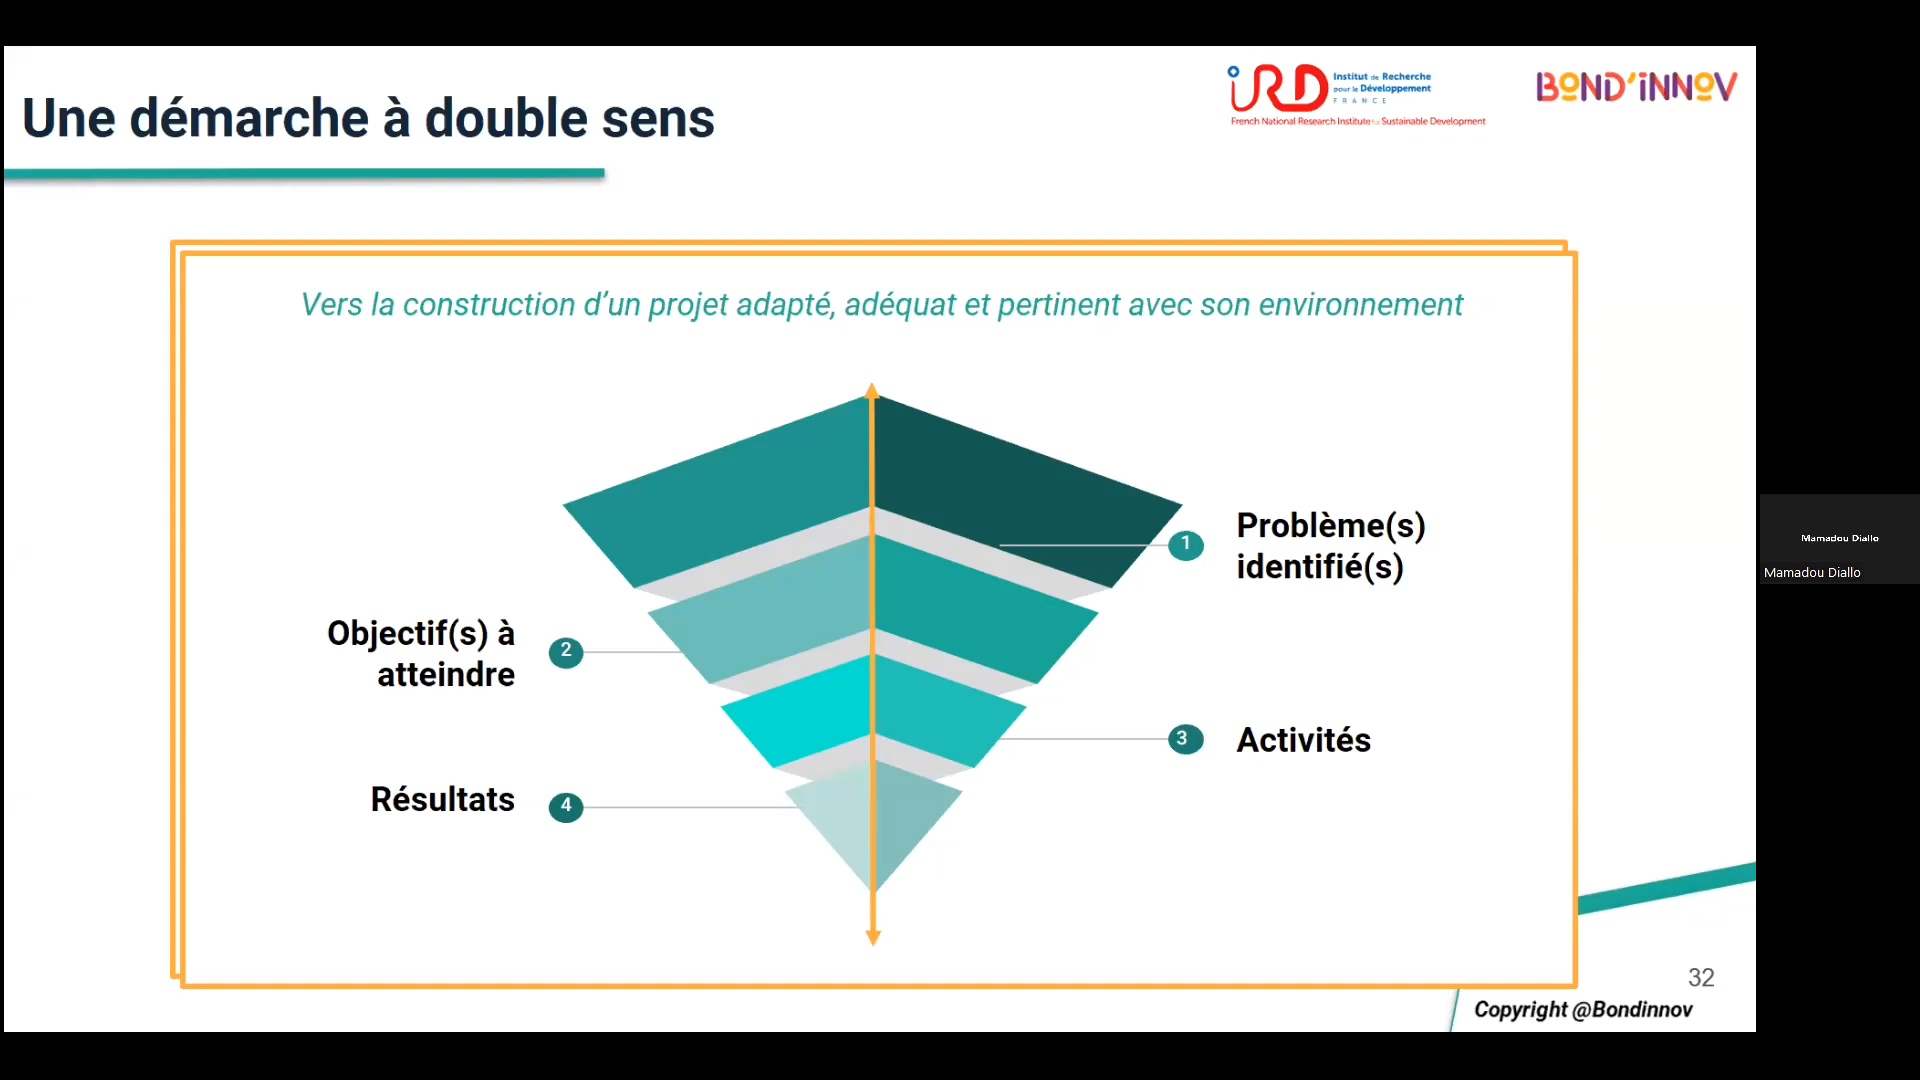 Une démarche à double sens
iRD Institut de Recherche
pour le Développement
FRANCE
French National Research Institute for Sustainable Development
BOND'iNNOV
Vers la construction d'un projet adapté, adéquat et pertinent avec son environnement
1
Problème(s)
identifié(s)
Objectif(s) à
atteindre
2
3
Activités
Résultats
4
Mamadou Diallo
Mamadou Diallo
32
Copyright @Bondinnov